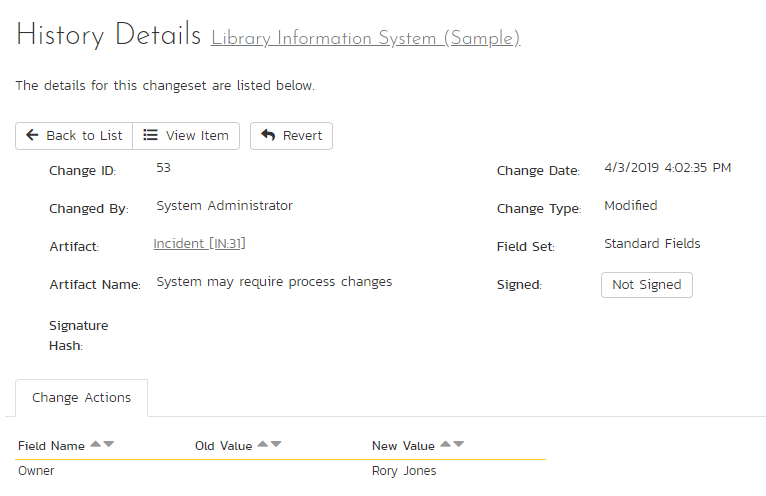 History Details Library Information System (Sample)
The details for this changeset are listed below.
Back to List View Item Revert
Change ID: 53 Change Date: 4/3/2019 4:02:35 PM
Changed By: System Administrator Change Type: Modified
Artifact: Incident [IN:31] Field Set: Standard Fields
Artifact Name: System may require process changes Signed: Not Signed
Signature
Hash:
Change Actions
Field Name Old Value New Value
Owner Rory Jones